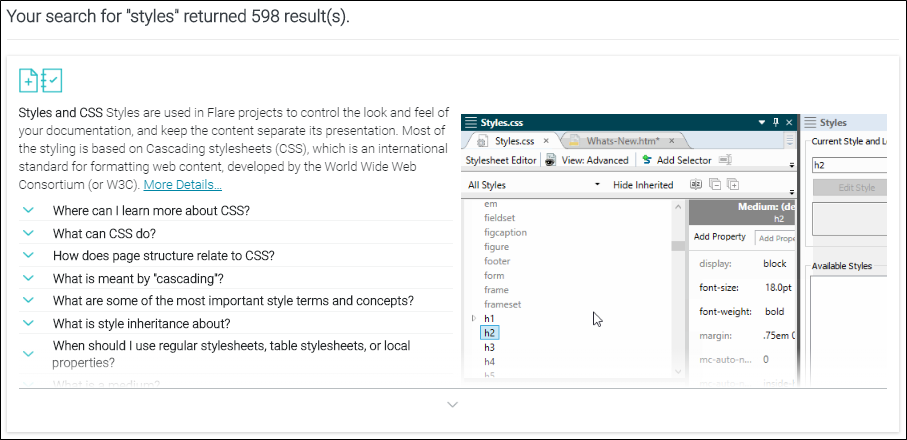 Your search for "styles" returned 598 result(s).
Styles and CSS Styles are used in Flare projects to control the look and feel of
your documentation, and keep the content separate its presentation. Most of
the styling is based on Cascading stylesheets (CSS), which is an international
standard for formatting web content, developed by the World Wide Web
Consortium (or W3C). More Details...
Where can I learn more about CSS?
What can CSS do?
How does page structure relate to CSS?
What is meant by "cascading"?
What are some of the most important style terms and concepts?
What is style inheritance about?
When should I use regular stylesheets, table stylesheets, or local
properties?
What is a medium?
Styles.css
Styles.css × Whats-New.htm* ×
Stylesheet Editor View: Advanced Add Selector
All Styles Hide Inherited
em
fieldset
figcaption
figure
footer
form
frame
frameset
h1
h2
h3
h4
h5
Medium: (de
h2
Add Property Add Prope
display: block
font-size: 18.0pt
font-weight: bold
margin: .75em (
mc-auto-n... 0
Styles
Current Style and Lo
h2
Edit Style
Available Styles